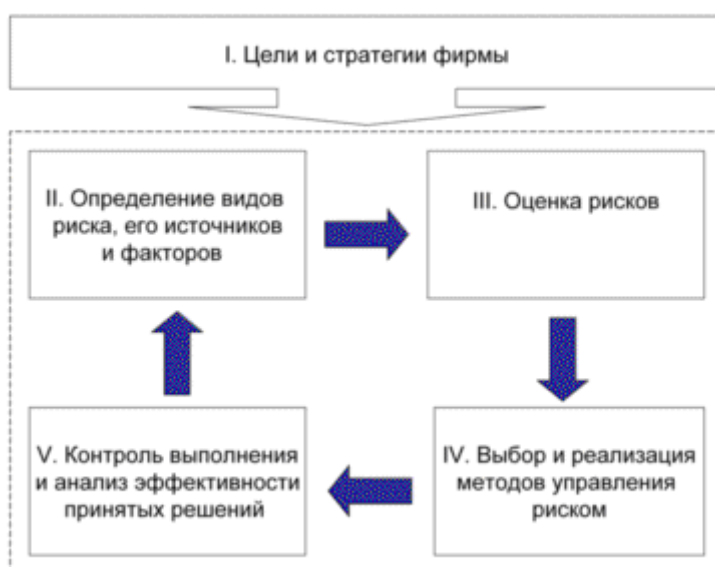 I. Цели и стратегии фирмы
II. Определение видов
риска, его источников
и факторов
III. Оценка рисков
V. Контроль выполнения
и анализ эффективности
принятых решений
IV. Выбор и реализация
методов управления
риском